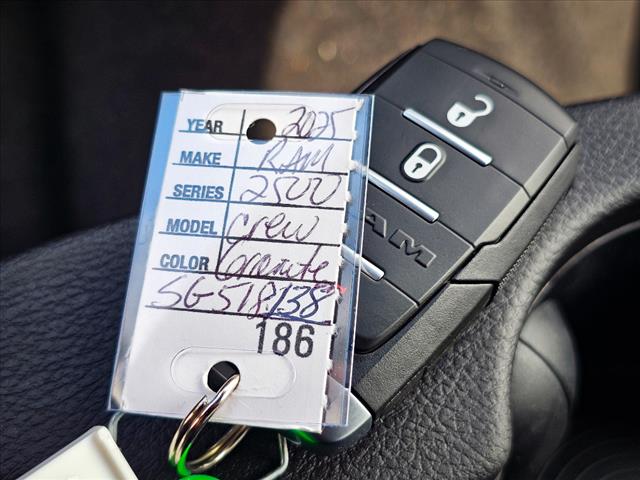 YEAR 2025
MAKE RAM
SERIES 2500
MODEL Crew
COLOR Granite
SG518138
186
RAM